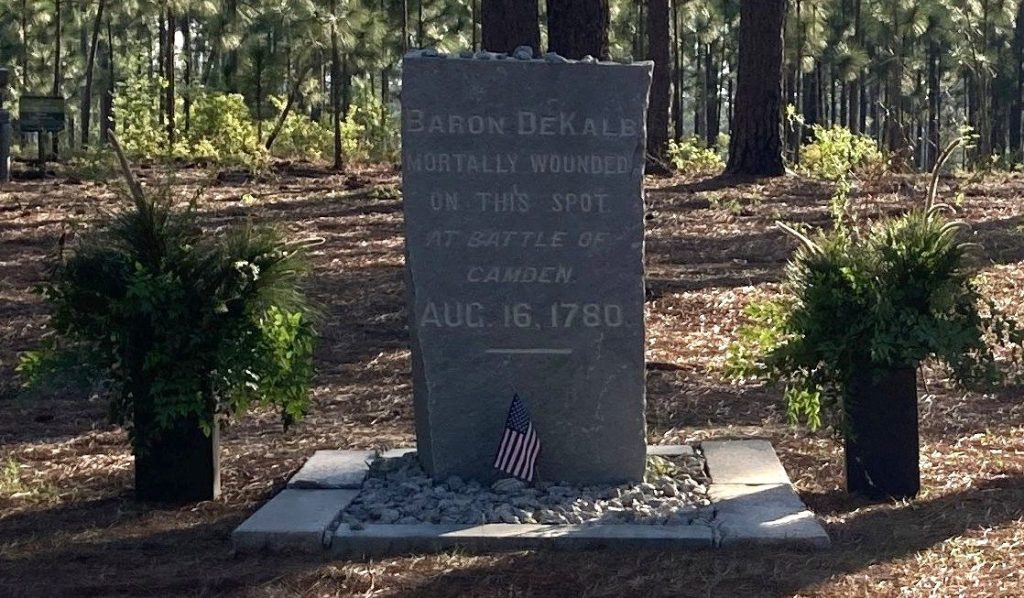 BARON DEKALB
MORTALLY WOUNDED
ON THIS SPOT
AT BATTLE OF
CAMDEN.
AUG. 16, 1780.